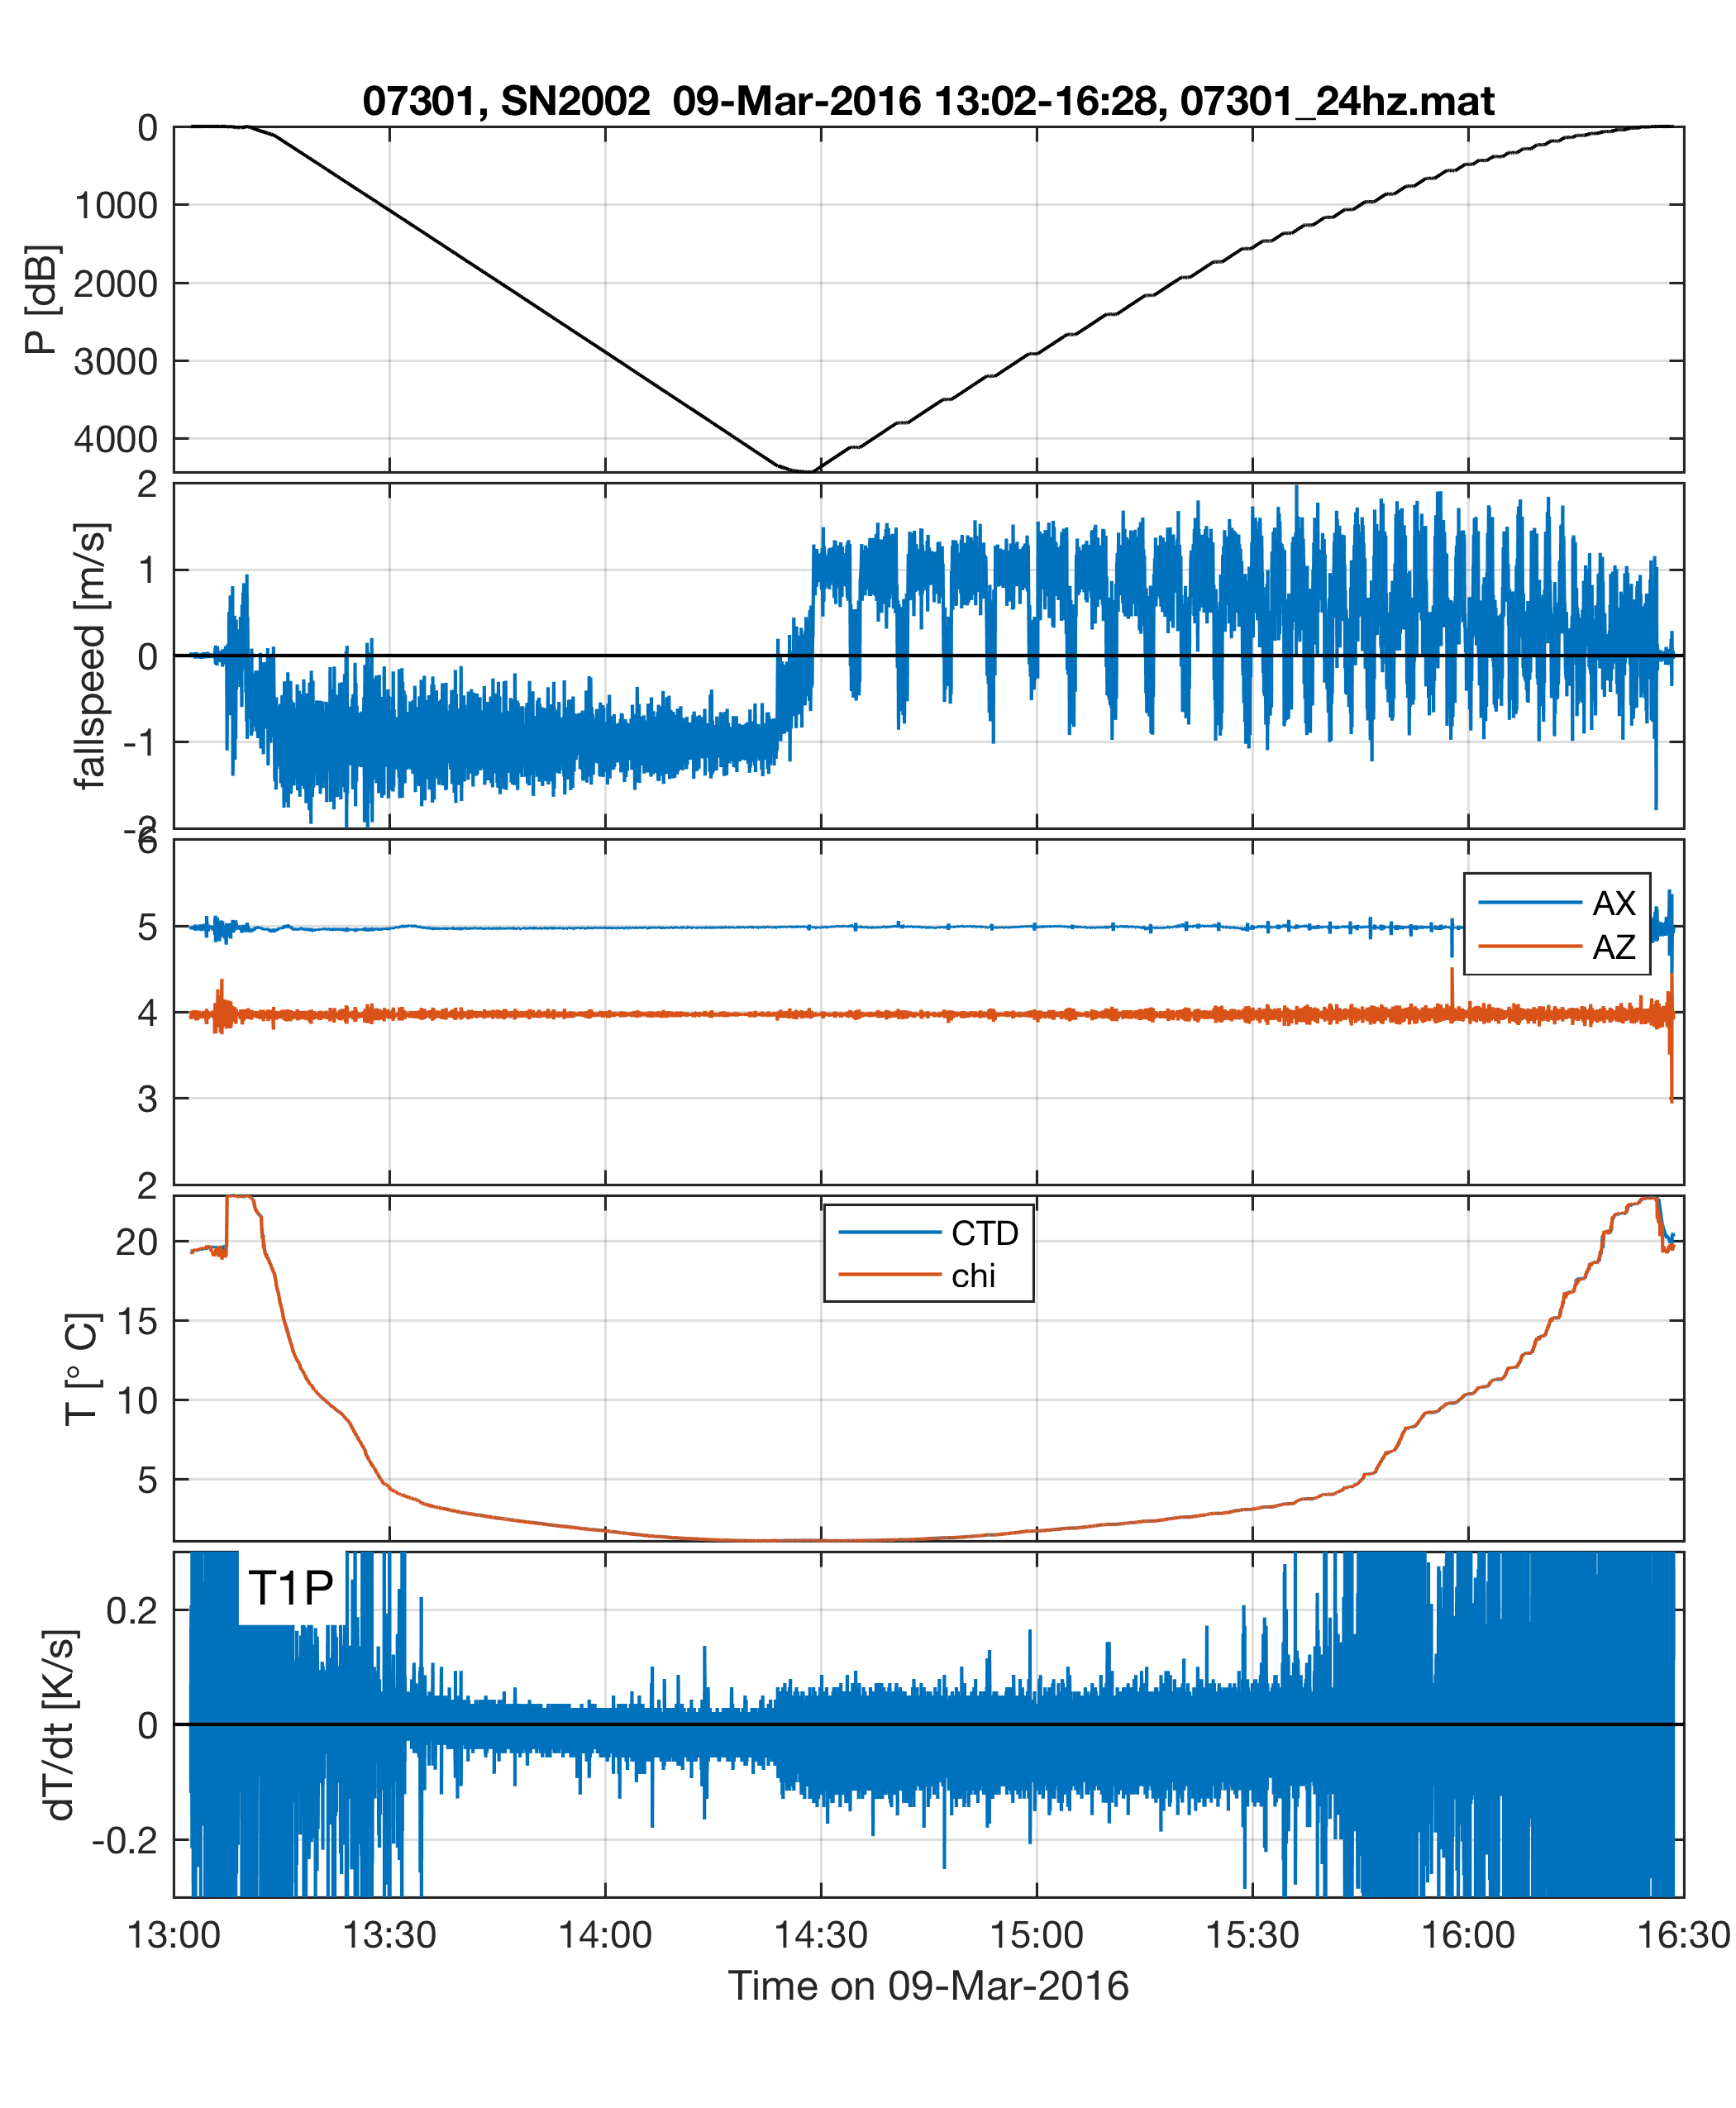 07301, SN2002  09-Mar-2016 13:02-16:28, 07301_24hz.mat
P [dB]
0
1000
2000
3000
4000
fallspeed [m/s]
2
1
0
-1
-2
6
5
4
3
2
AX
AZ
T [° C]
20
15
10
5
CTD
chi
dT/dt [K/s]
0.2
0
-0.2
T1P
13:00 13:30 14:00 14:30 15:00 15:30 16:00 16:30
Time on 09-Mar-2016